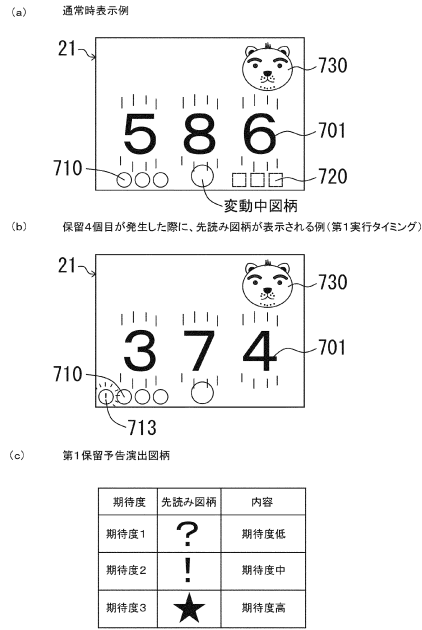 (a) 通常時表示例
21
730
5 8 6
701
710
720
変動中図柄
(b) 保留4個目が発生した際に、先読み図柄が表示される例(第1実行タイミング)
21
730
3 7 4
701
710
!
713
(c) 第1保留予告演出図柄
期待度 先読み図柄 内容
期待度1 ? 期待度低
期待度2 ! 期待度中
期待度3 ★ 期待度高